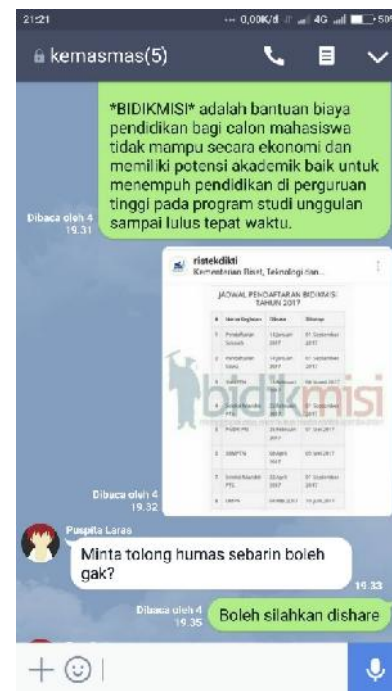 21:21
0,00K/d 4G 50%
kemasmas(5)
*BIDIKMISI* adalah bantuan biaya
pendidikan bagi calon mahasiswa
tidak mampu secara ekonomi dan
memiliki potensi akademik baik untuk
menempuh pendidikan di perguruan
tinggi pada program studi unggulan
sampai lulus tepat waktu.
Dibaca oleh 4
19.31
ristekdikti
Kementerian Riset, Teknologi dan...
JADWAL PENDAFTARAN BIDIKMISI
TAHUN 2017
bidikmisi
Dibaca oleh 4
19.32
Puspita Laras
Minta tolong humas sebarin boleh
gak?
19.33
Dibaca oleh 4
19.35
Boleh silahkan dishare